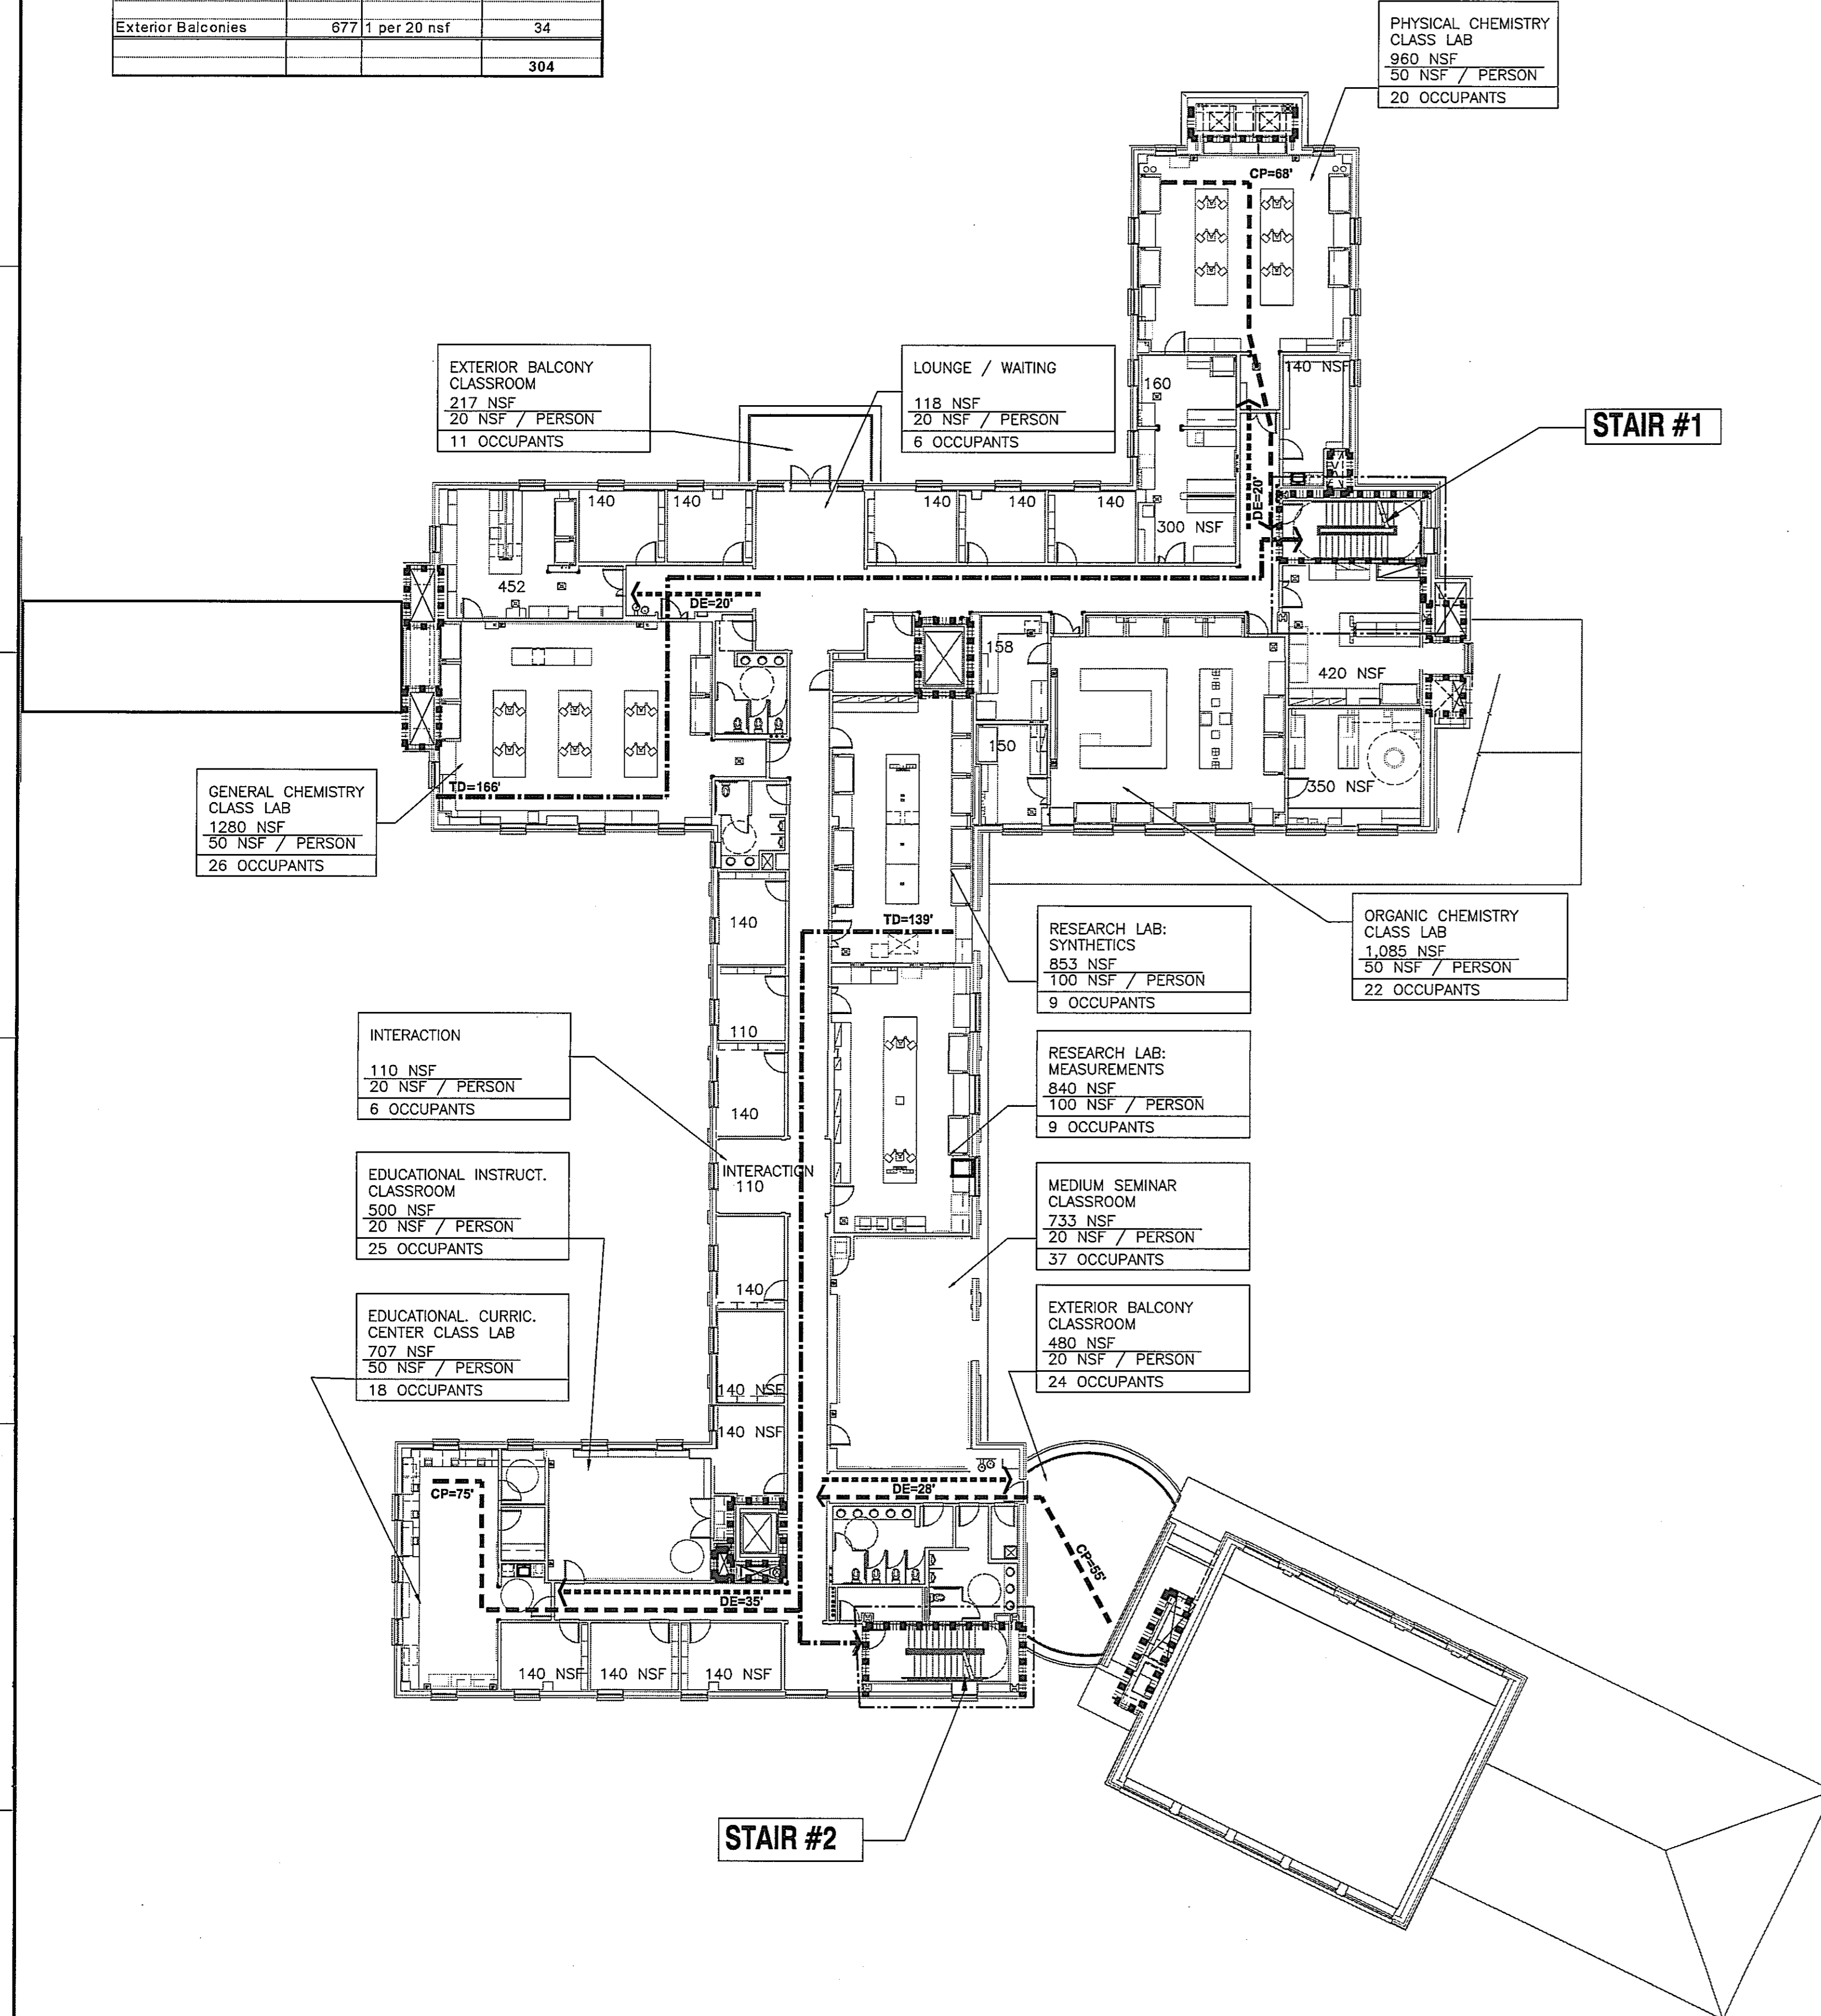 Exterior Balconies 677 1 per 20 nsf 34
304
PHYSICAL CHEMISTRY
CLASS LAB
960 NSF
50 NSF / PERSON
20 OCCUPANTS
CP=68'
EXTERIOR BALCONY
CLASSROOM
217 NSF
20 NSF / PERSON
11 OCCUPANTS
LOUNGE / WAITING
118 NSF
20 NSF / PERSON
6 OCCUPANTS
160
140 NSF
STAIR #1
140
140
140
140
140
DE=20'
300 NSF
452
DE=20'
158
420 NSF
150
350 NSF
TD=166'
GENERAL CHEMISTRY
CLASS LAB
1280 NSF
50 NSF / PERSON
26 OCCUPANTS
140
TD=139'
RESEARCH LAB:
SYNTHETICS
853 NSF
100 NSF / PERSON
9 OCCUPANTS
ORGANIC CHEMISTRY
CLASS LAB
1,085 NSF
50 NSF / PERSON
22 OCCUPANTS
INTERACTION
110 NSF
20 NSF / PERSON
6 OCCUPANTS
110
140
RESEARCH LAB:
MEASUREMENTS
840 NSF
100 NSF / PERSON
9 OCCUPANTS
INTERACTION
110
EDUCATIONAL INSTRUCT.
CLASSROOM
500 NSF
20 NSF / PERSON
25 OCCUPANTS
MEDIUM SEMINAR
CLASSROOM
733 NSF
20 NSF / PERSON
37 OCCUPANTS
140
EDUCATIONAL. CURRIC.
CENTER CLASS LAB
707 NSF
50 NSF / PERSON
18 OCCUPANTS
EXTERIOR BALCONY
CLASSROOM
480 NSF
20 NSF / PERSON
24 OCCUPANTS
140 NSF
140 NSF
CP=75'
DE=28'
CP=55'
DE=35'
140 NSF
140 NSF
140 NSF
STAIR #2